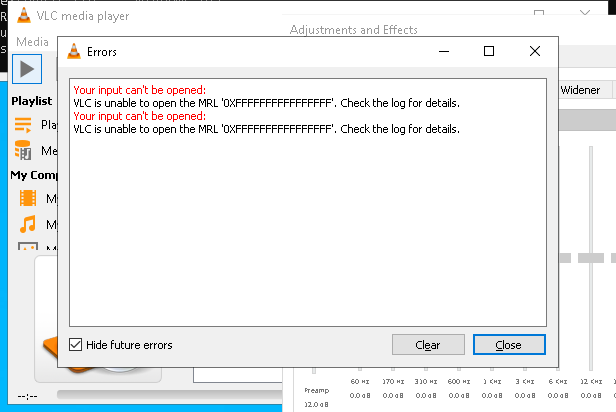 VLC media player
Adjustments and Effects
Media
Errors
Your input can't be opened:
VLC is unable to open the MRL '0XFFFFFFFFFFFFFFFF'. Check the log for details.
Your input can't be opened:
VLC is unable to open the MRL '0XFFFFFFFFFFFFFFFF'. Check the log for details.
Widener
Playlist
Pla
Me
My Comp
My
My
Hide future errors
Clear
Close
--:--
60 Hz 170 Hz 310 Hz 600 Hz 1 KHz 3 KHz 6 KHz 12 KHz
Preamp 0.0 dB 0.0 dB 0.0 dB 0.0 dB 0.0 dB 0.0 dB 0.0 dB 0.0 dB
12.0 dB